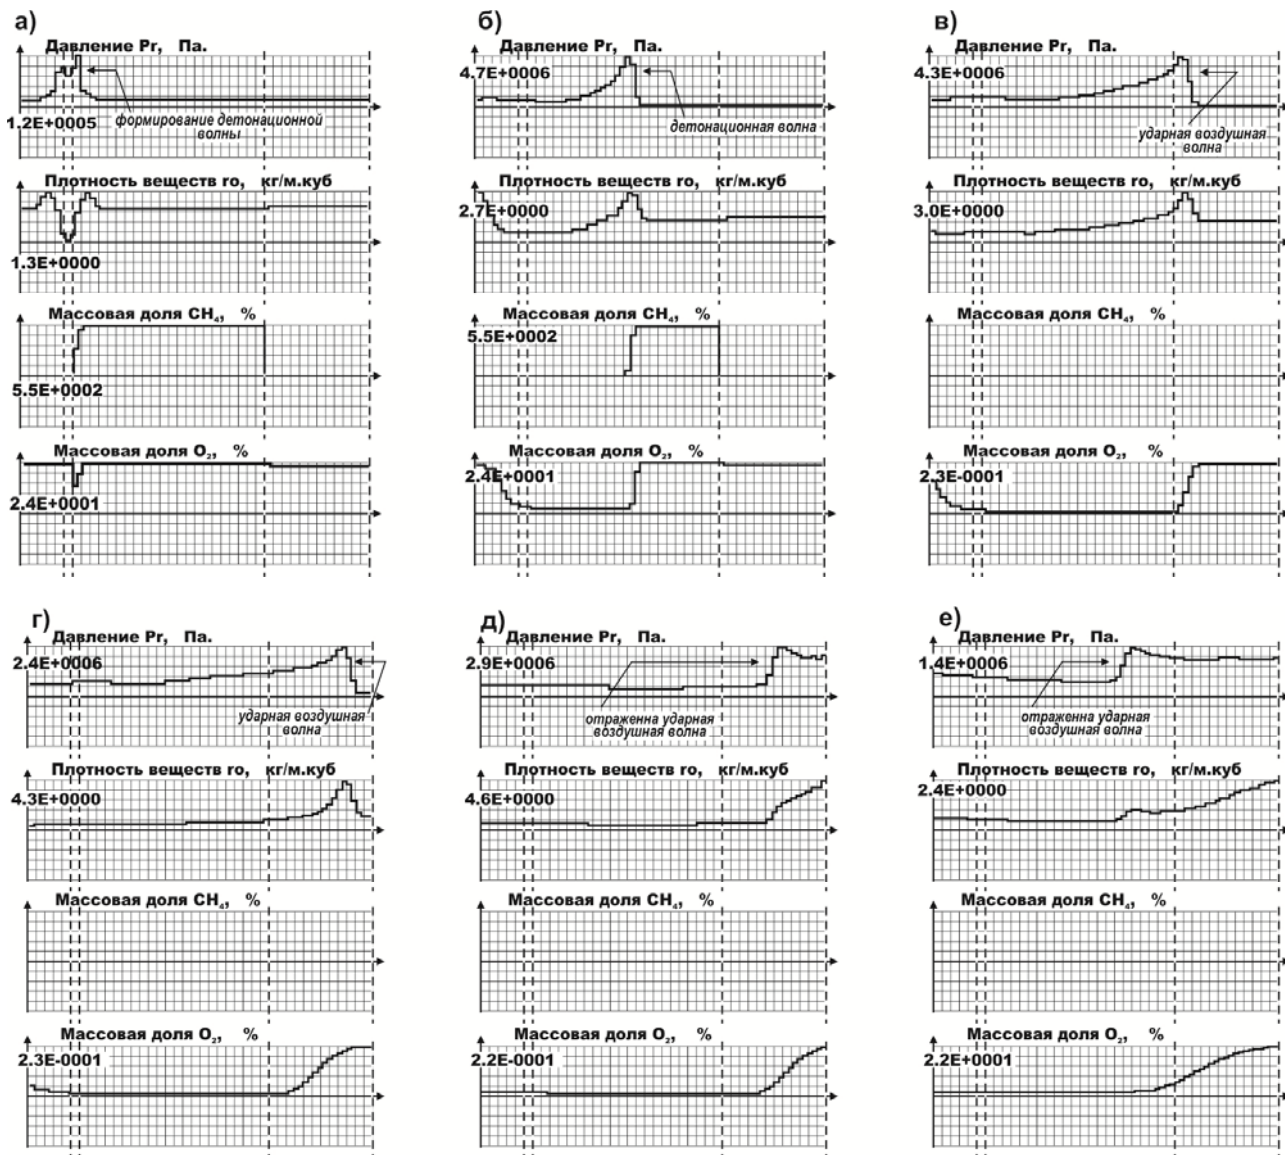 а)
Давление Pr, Па.
1.2E+0005
формирование детонационной
волны
Плотность веществ ro, кг/м.куб
1.3E+0000
Массовая доля CH₄, %
5.5E+0002
Массовая доля O₂, %
2.4E+0001
б)
Давление Pr, Па.
4.7E+0006
детонационная волна
Плотность веществ ro, кг/м.куб
2.7E+0000
Массовая доля CH₄, %
5.5E+0002
Массовая доля O₂, %
2.4E+0001
в)
Давление Pr, Па.
4.3E+0006
ударная воздушная
волна
Плотность веществ ro, кг/м.куб
3.0E+0000
Массовая доля CH₄, %
Массовая доля O₂, %
2.3E-0001
г)
Давление Pr, Па.
2.4E+0006
ударная воздушная
волна
Плотность веществ ro, кг/м.куб
4.3E+0000
Массовая доля CH₄, %
Массовая доля O₂, %
2.3E-0001
д)
Давление Pr, Па.
2.9E+0006
отраженна ударная
воздушная волна
Плотность веществ ro, кг/м.куб
4.6E+0000
Массовая доля CH₄, %
Массовая доля O₂, %
2.2E-0001
е)
Давление Pr, Па.
1.4E+0006
отраженна ударная
воздушная волна
Плотность веществ ro, кг/м.куб
2.4E+0000
Массовая доля CH₄, %
Массовая доля O₂, %
2.2E+0001